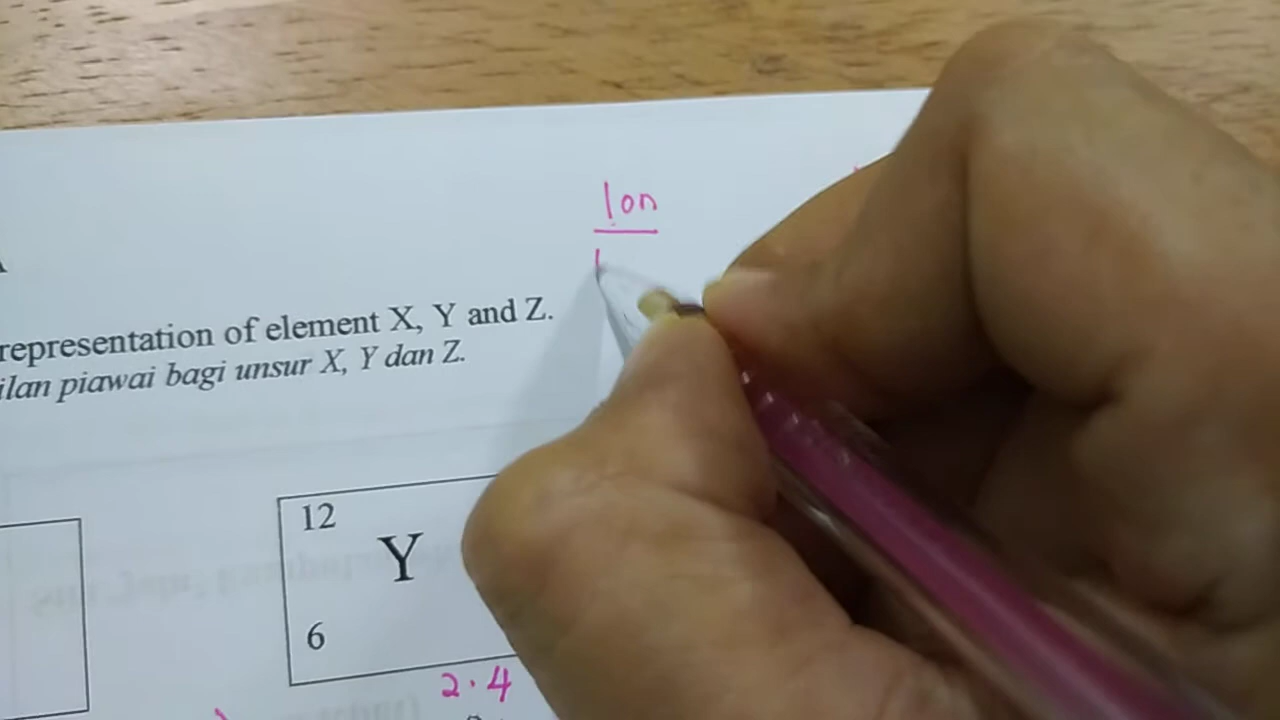 Ion
representation of element X, Y and Z.
ilan piawai bagi unsur X, Y dan Z.
12
Y
6
2.4